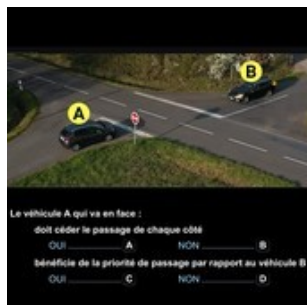 A
B
Le véhicule A qui va en face :
doit céder le passage de chaque côté
OUI A NON B
bénéficie de la priorité de passage par rapport au véhicule B
OUI C NON D